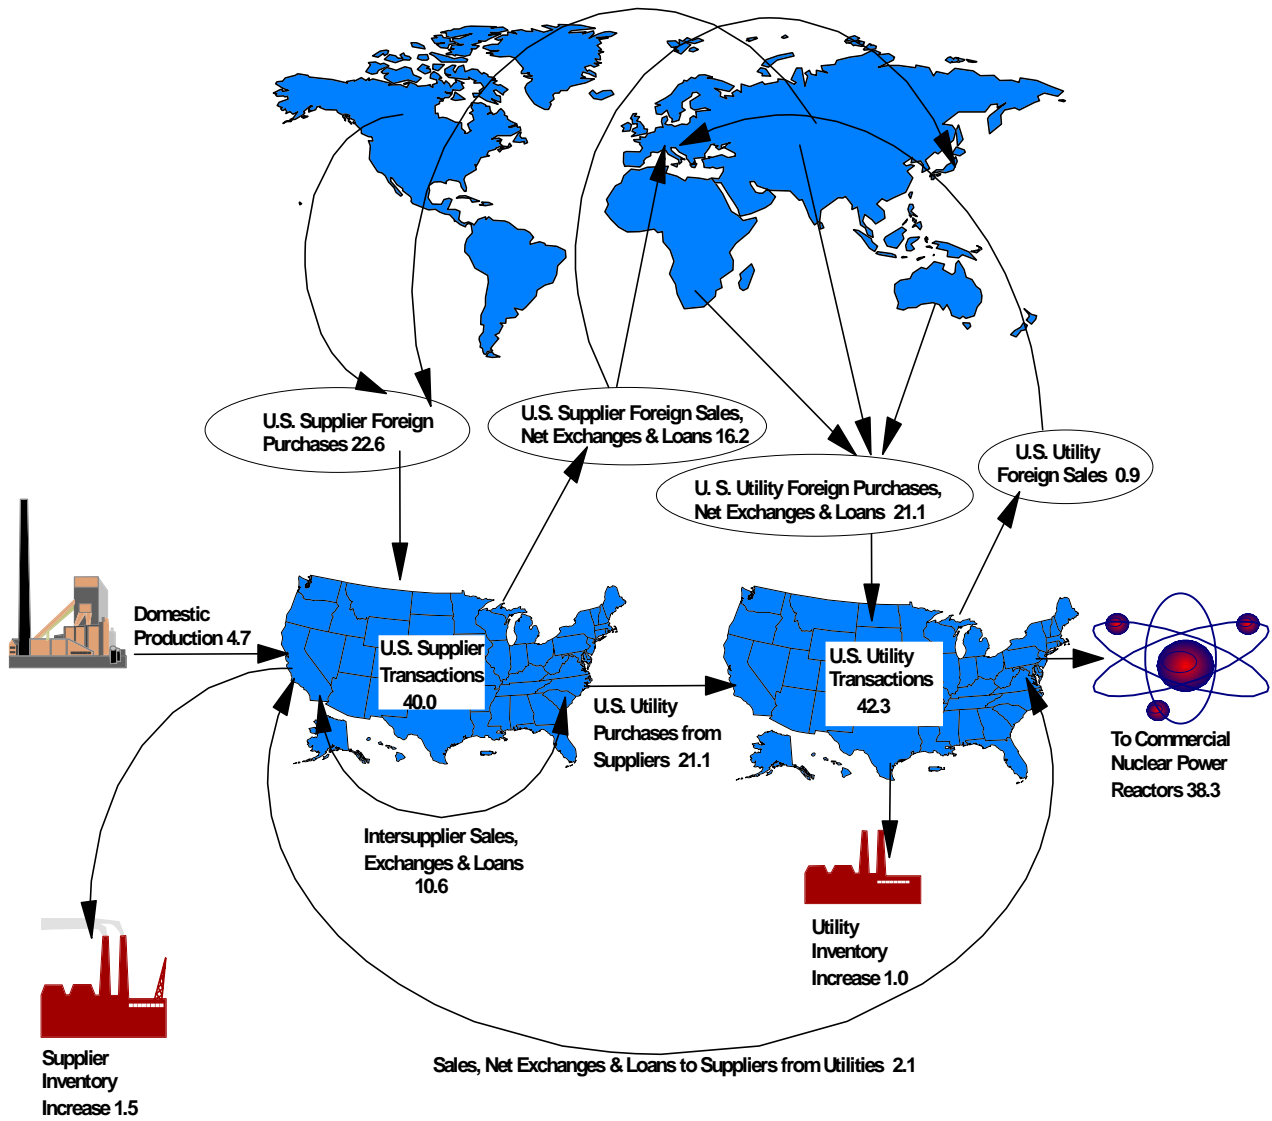 U.S. Supplier Foreign
Purchases 22.6
U.S. Supplier Foreign Sales,
Net Exchanges & Loans 16.2
U. S. Utility Foreign Purchases,
Net Exchanges & Loans 21.1
U.S. Utility
Foreign Sales 0.9
Domestic
Production 4.7
U.S. Supplier
Transactions
40.0
U.S. Utility
Purchases from
Suppliers 21.1
U.S. Utility
Transactions
42.3
To Commercial
Nuclear Power
Reactors 38.3
Intersupplier Sales,
Exchanges & Loans
10.6
Utility
Inventory
Increase 1.0
Sales, Net Exchanges & Loans to Suppliers from Utilities 2.1
Supplier
Inventory
Increase 1.5